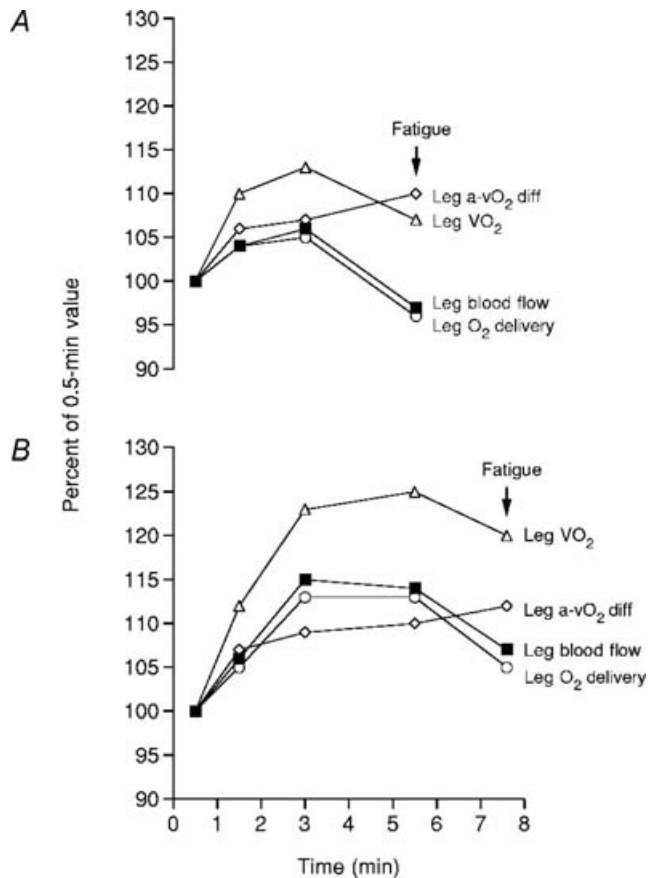 A
130
125
120
115
110
105
100
95
90
Fatigue
Leg a-vO₂ diff
Leg VO₂
Leg blood flow
Leg O₂ delivery
Percent of 0.5-min value
B
130
125
120
115
110
105
100
95
90
Fatigue
Leg VO₂
Leg a-vO₂ diff
Leg blood flow
Leg O₂ delivery
0 1 2 3 4 5 6 7 8
Time (min)